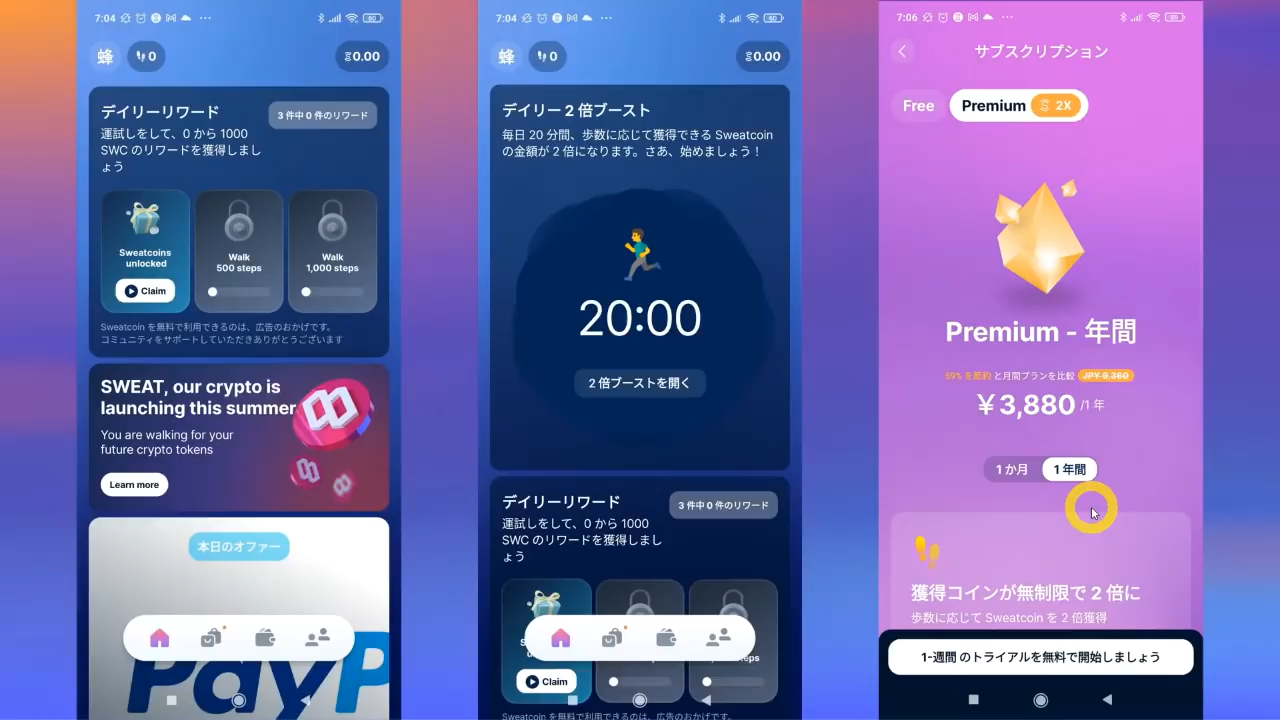 7:04
60
蜂
0
0.00
デイリーリワード
3 件中 0 件のリワード
運試しをして、0 から 1000
SWC のリワードを獲得しまし
ょう
Sweatcoins
unlocked
Claim
Walk
500 steps
Walk
1,000 steps
Sweatcoin を無料で利用できるのは、広告のおかげです。
コミュニティをサポートしていただきありがとうございます
SWEAT, our crypto is
launching this summer
You are walking for your
future crypto tokens
Learn more
本日のオファー
PayP
7:04
60
蜂
0
0.00
デイリー 2 倍ブースト
毎日 20 分間、歩数に応じて獲得できる Sweatcoin
の金額が 2 倍になります。さあ、始めましょう！
20:00
2 倍ブーストを開く
デイリーリワード
3 件中 0 件のリワード
運試しをして、0 から 1000
SWC のリワードを獲得しまし
ょう
Claim
Sweatcoin を無料で利用できるのは、広告のおかげです。
7:06
サブスクリプション
Free
Premium
2X
Premium - 年間
59% を節約 と月間プランを比較 JPY 9,360
￥3,880 /1 年
1 か月
1 年間
獲得コインが無制限で 2 倍に
歩数に応じて Sweatcoin を 2 倍獲得
1-週間 のトライアルを無料で開始しましょう